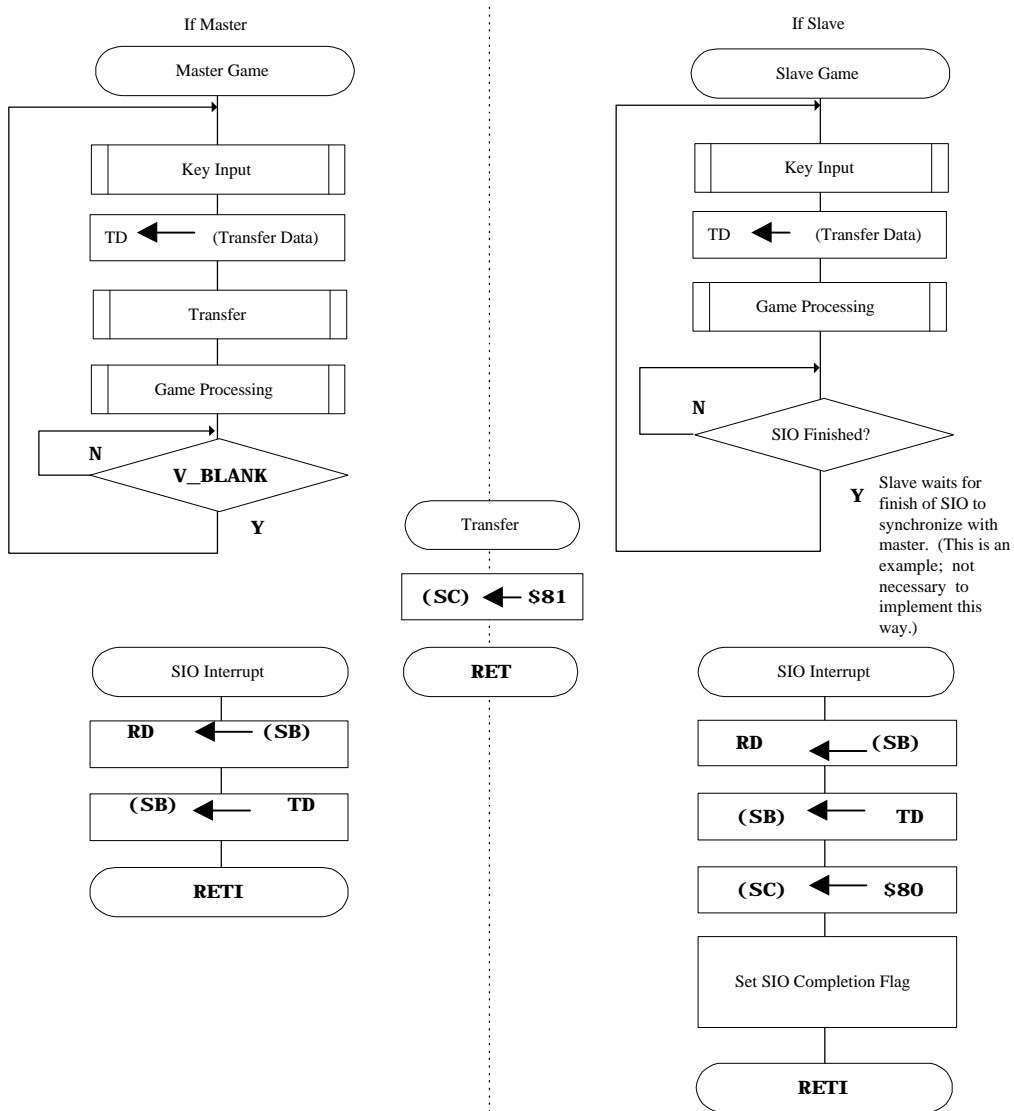 If Master
Master Game
Key Input
TD (Transfer Data)
Transfer
Game Processing
N
V_BLANK
Y
If Slave
Slave Game
Key Input
TD (Transfer Data)
Game Processing
N
SIO Finished?
Y
Slave waits for
finish of SIO to
synchronize with
master. (This is an
example; not
necessary to
implement this
way.)
Transfer
(SC) $81
RET
SIO Interrupt
RD (SB)
(SB) TD
RETI
SIO Interrupt
RD (SB)
(SB) TD
(SC) $80
Set SIO Completion Flag
RETI